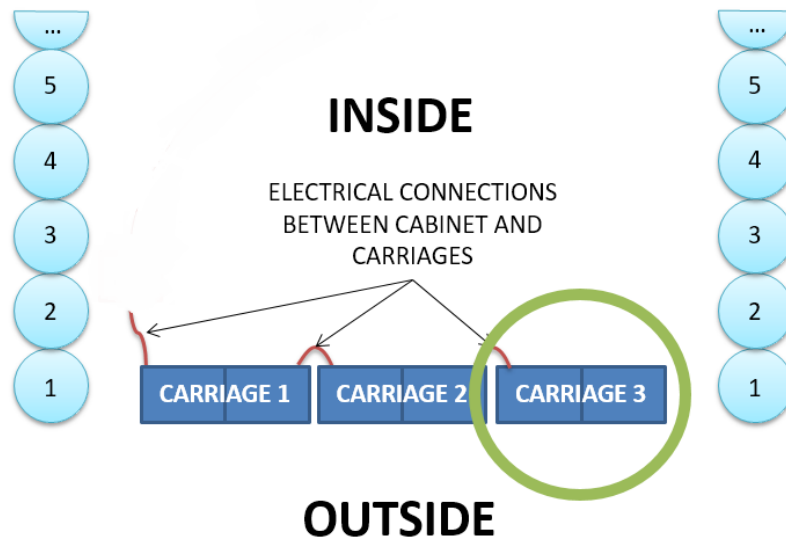 ...
...
5
5
INSIDE
4
4
ELECTRICAL CONNECTIONS
BETWEEN CABINET AND
CARRIAGES
3
3
2
2
1
CARRIAGE 1
CARRIAGE 2
CARRIAGE 3
1
OUTSIDE